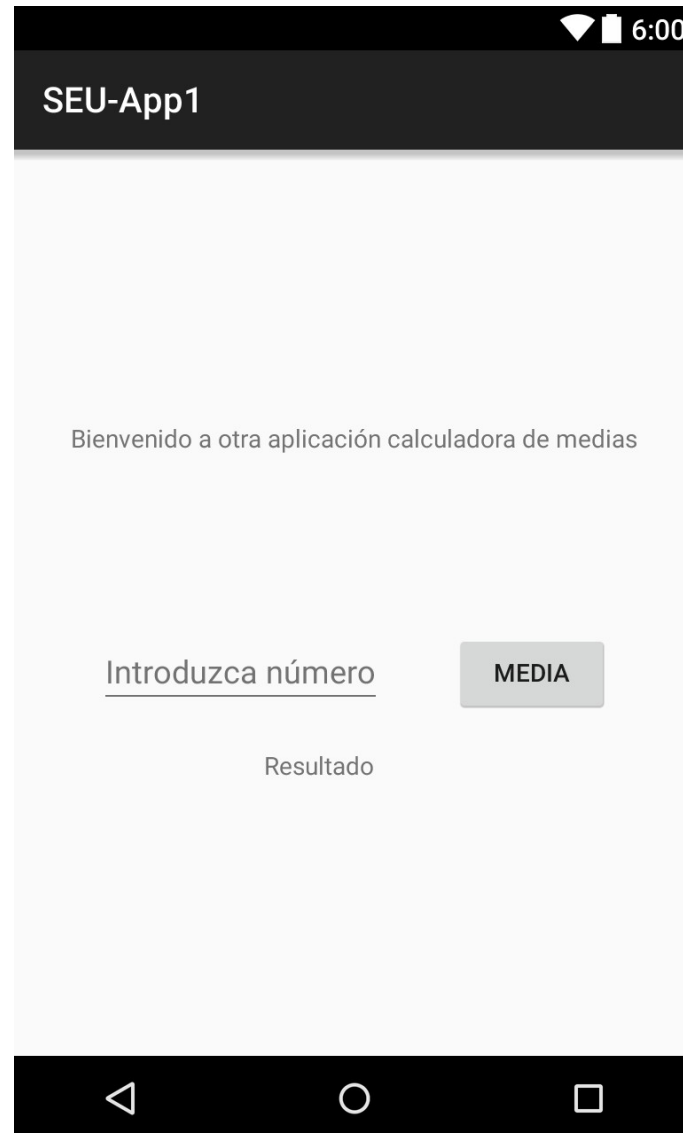 6:00
SEU-App1
Bienvenido a otra aplicación calculadora de medias
Introduzca número MEDIA
Resultado